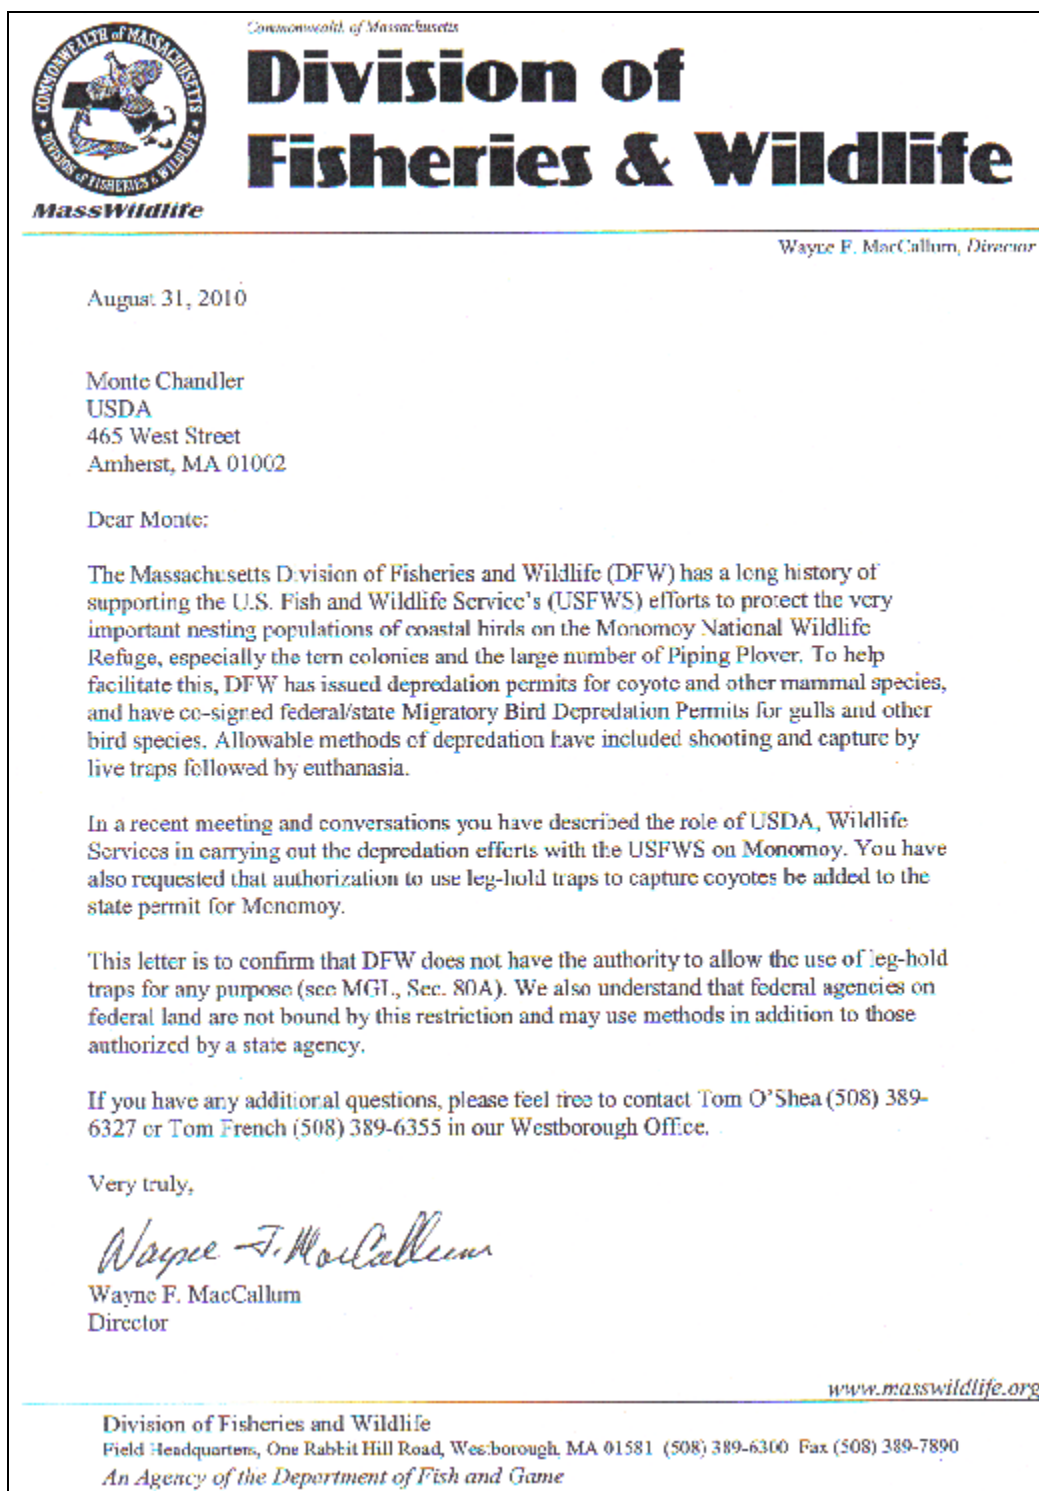 Commonwealth of Massachusetts
Division of
Fisheries & Wildlife
COMMONWEALTH of MASSACHUSETTS
DIVISION of FISHERIES & WILDLIFE
MassWildlife
Wayne F. MacCallum, Director
August 31, 2010
Monte Chandler
USDA
465 West Street
Amherst, MA 01002
Dear Monte:
The Massachusetts Division of Fisheries and Wildlife (DFW) has a long history of
supporting the U.S. Fish and Wildlife Service's (USFWS) efforts to protect the very
important nesting populations of coastal birds on the Monomoy National Wildlife
Refuge, especially the tern colonies and the large number of Piping Plover. To help
facilitate this, DFW has issued depredation permits for coyote and other mammal species,
and have co-signed federal/state Migratory Bird Depredation Permits for gulls and other
bird species. Allowable methods of depredation have included shooting and capture by
live traps followed by euthanasia.
In a recent meeting and conversations you have described the role of USDA, Wildlife
Services in carrying out the depredation efforts with the USFWS on Monomoy. You have
also requested that authorization to use leg-hold traps to capture coyotes be added to the
state permit for Monomoy.
This letter is to confirm that DFW does not have the authority to allow the use of leg-hold
traps for any purpose (see MGL, Sec. 80A). We also understand that federal agencies on
federal land are not bound by this restriction and may use methods in addition to those
authorized by a state agency.
If you have any additional questions, please feel free to contact Tom O'Shea (508) 389-
6327 or Tom French (508) 389-6355 in our Westborough Office.
Very truly,
Wayne F. MacCallum
Wayne F. MacCallum
Director
www.masswildlife.org
Division of Fisheries and Wildlife
Field Headquarters, One Rabbit Hill Road, Westborough, MA 01581 (508) 389-6300 Fax (508) 389-7890
An Agency of the Department of Fish and Game